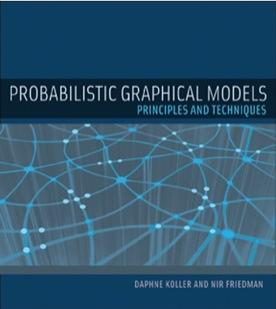 PROBABILISTIC GRAPHICAL MODELS
PRINCIPLES AND TECHNIQUES
DAPHNE KOLLER AND NIR FRIEDMAN